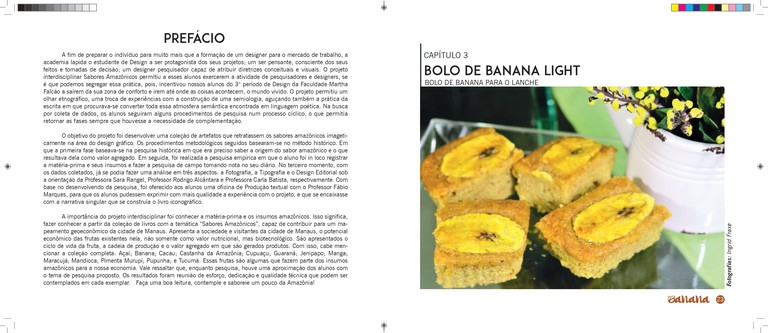 PREFÁCIO
A fim de preparar o indivíduo para muito mais que a formação de um designer para o mercado de trabalho, a
academia lapida o estudante de Design a ser protagonista dos seus projetos, um ser pensante, consciente dos seus
feitos e tomadas de decisão; um designer pesquisador capaz de atribuir diretrizes conceituais e visuais. O projeto
interdisciplinar Sabores Amazônicos permitiu a esses alunos exercerem a atividade de pesquisadores e designers, se
é que podemos segregar essa prática, pois, incentivou nossos alunos do 3° período de Design da Faculdade Martha
Falcão a saírem da sua zona de conforto e irem até onde as coisas acontecem, o mundo vivido. O projeto permitiu um
olhar etnográfico, uma troca de experiências com a construção de uma semiologia, aguçando também a prática da
escrita em que procurava-se converter toda essa atmosfera semântica encontrada em linguagem poética. Na busca
por coleta de dados, os alunos seguiram alguns procedimentos de pesquisa num processo cíclico, o que permitia
retornar as fases sempre que houvesse a necessidade de complementação.
O objetivo do projeto foi desenvolver uma coleção de artefatos que retratassem os sabores amazônicos imageti-
camente na área do design gráfico. Os procedimentos metodológicos seguidos basearam-se no método histórico. Em
que a primeira fase baseava-se na pesquisa histórica em que era preciso saber a origem do sabor amazônico e o que
resultava dela como valor agregado. Em seguida, foi realizada a pesquisa empírica em que o aluno foi in loco registrar
a matéria-prima e seus insumos e fazer a pesquisa de campo tomando nota no seu diário. No terceiro momento, com
os dados coletados, já se podia fazer uma análise em três aspectos: a Fotografia, a Tipografia e o Design Editorial sob
a orientação da Professora Sara Rangel, Professor Rodrigo Alcântara e Professora Carla Batista, respectivamente. Com
base no desenvolvimento da pesquisa, foi oferecido aos alunos uma oficina de Produção textual com o Professor Fábio
Marques, para que os alunos pudessem exprimir com mais qualidade a experiência com o projeto, e que se encaixasse
com a narrativa singular que se construía o livro iconográfico.
A importância do projeto interdisciplinar foi conhecer a matéria-prima e os insumos amazônicos. Isso significa,
fazer conhecer a partir da coleção de livros com a temática “Sabores Amazônicos”, capaz de contribuir para um ma-
peamento geoeconômico da cidade de Manaus. Apresenta a sociedade e visitantes da cidade de Manaus, o potencial
econômico das frutas existentes nela, não somente como valor nutricional, mas biotecnológico. São apresentados o
ciclo de vida da fruta, a cadeia de produção e o valor agregado em que são gerados produtos. Com isso, cabe men-
cionar a coleção completa: Açaí, Banana; Cacau; Castanha da Amazônia; Cupuaçu; Guaraná; Jenipapo; Manga;
Maracujá; Mandioca; Pimenta Murupi, Pupunha; e Tucumã. Essas frutas são algumas que fazem parte dos insumos
amazônicos para a nossa economia. Vale ressaltar que, enquanto pesquisa, houve uma aproximação dos alunos com
o tema de pesquisa proposto. Os resultados foram reunião de esforço, dedicação e qualidade técnica que podem ser
contemplados em cada exemplar. Faça uma boa leitura, contemple e saboreie um pouco da Amazônia!
CAPÍTULO 3
BOLO DE BANANA LIGHT
BOLO DE BANANA PARA O LANCHE
Fotografias: Ingrid Frase
Banana 23